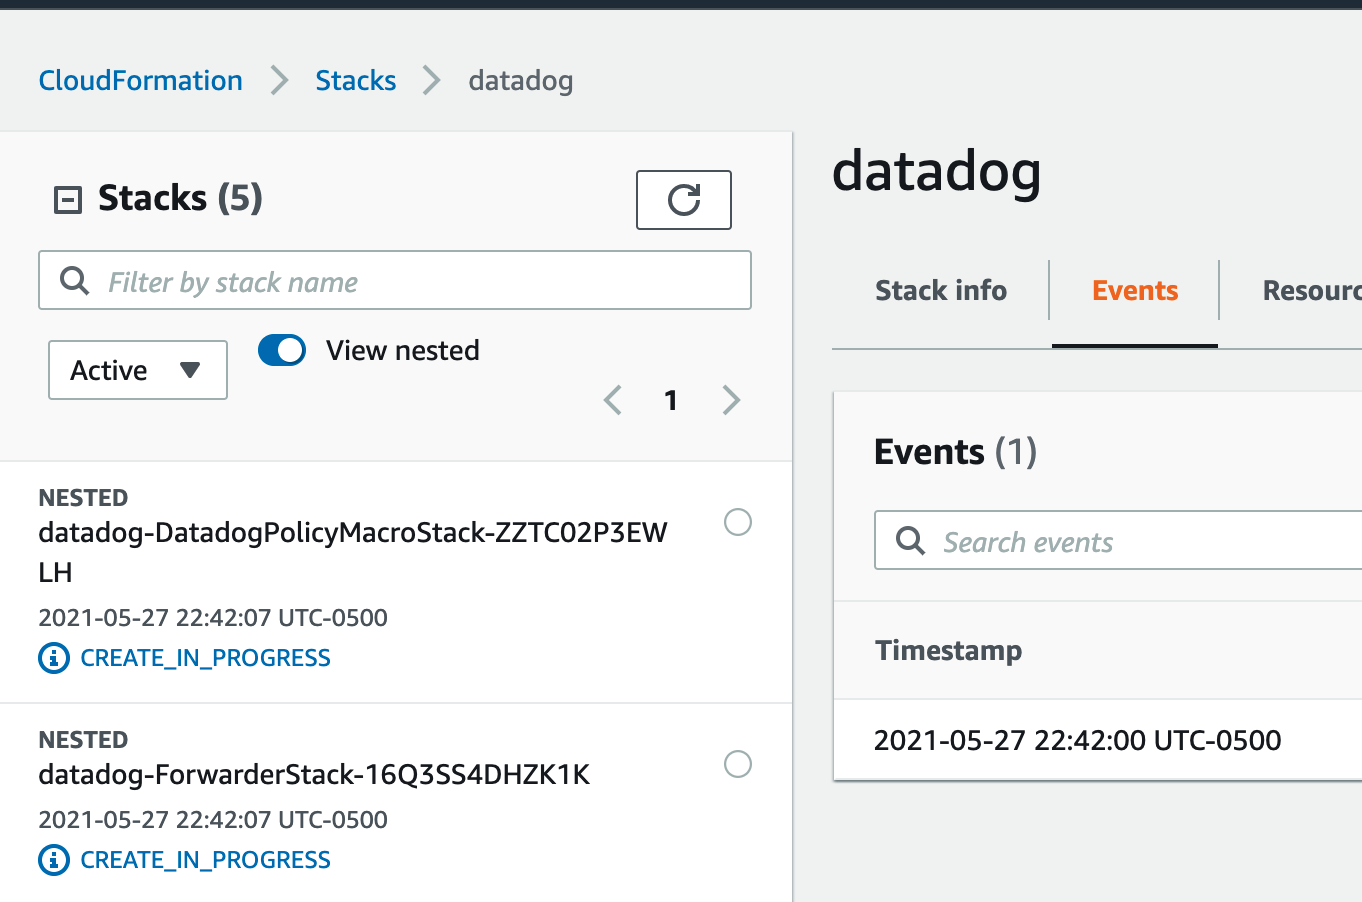 CloudFormation > Stacks > datadog
Stacks (5)
Filter by stack name
Active
View nested
1
NESTED
datadog-DatadogPolicyMacroStack-ZZTC02P3EW
LH
2021-05-27 22:42:07 UTC-0500
CREATE_IN_PROGRESS
NESTED
datadog-ForwarderStack-16Q3SS4DHZK1K
2021-05-27 22:42:07 UTC-0500
CREATE_IN_PROGRESS
datadog
Stack info
Events
Resourc
Events (1)
Search events
Timestamp
2021-05-27 22:42:00 UTC-0500